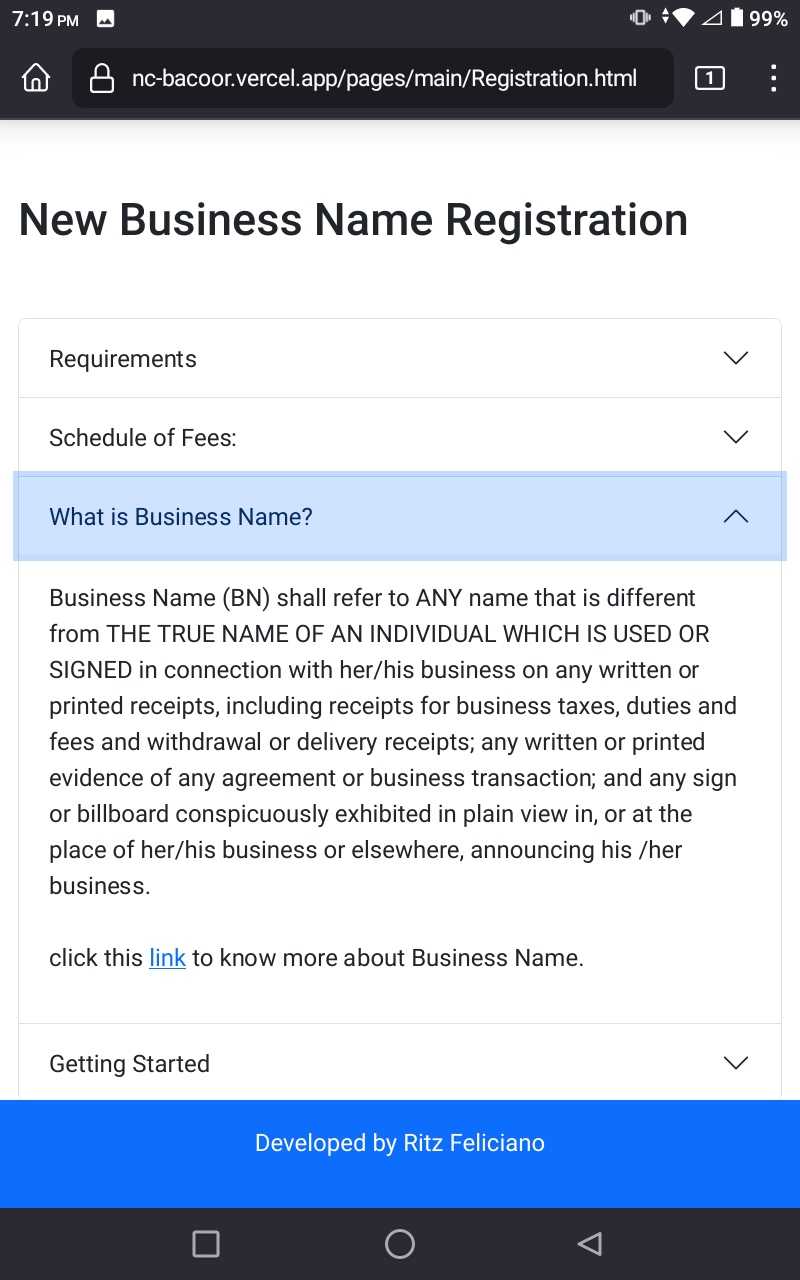 7:19 PM
99%
nc-bacoor.vercel.app/pages/main/Registration.html
1
New Business Name Registration
Requirements
Schedule of Fees:
What is Business Name?
Business Name (BN) shall refer to ANY name that is different
from THE TRUE NAME OF AN INDIVIDUAL WHICH IS USED OR
SIGNED in connection with her/his business on any written or
printed receipts, including receipts for business taxes, duties and
fees and withdrawal or delivery receipts; any written or printed
evidence of any agreement or business transaction; and any sign
or billboard conspicuously exhibited in plain view in, or at the
place of her/his business or elsewhere, announcing his /her
business.
click this link to know more about Business Name.
Getting Started
Developed by Ritz Feliciano